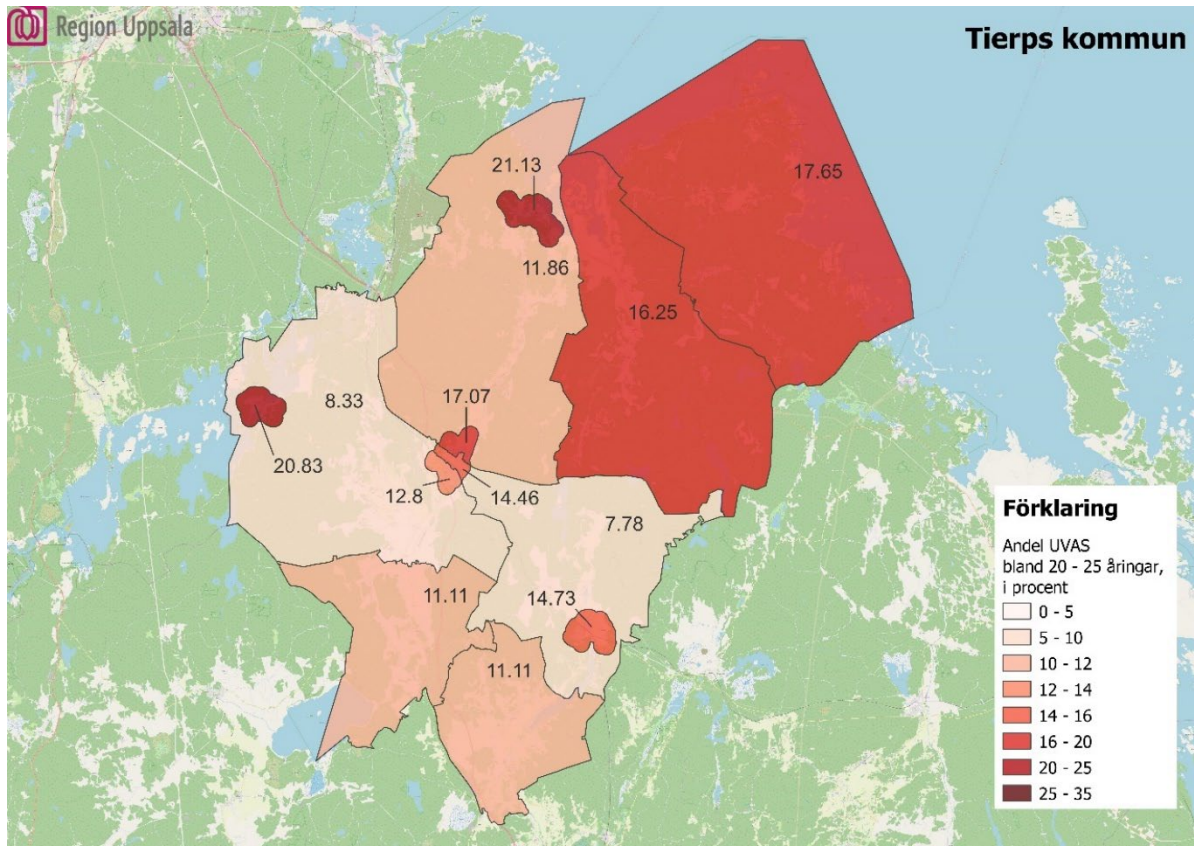 Region Uppsala
Tierps kommun
21.13
17.65
11.86
16.25
8.33
17.07
20.83
12.8
14.46
7.78
11.11
14.73
11.11
Förklaring
Andel UVAS
bland 20 - 25 åringar,
i procent
0 - 5
5 - 10
10 - 12
12 - 14
14 - 16
16 - 20
20 - 25
25 - 35